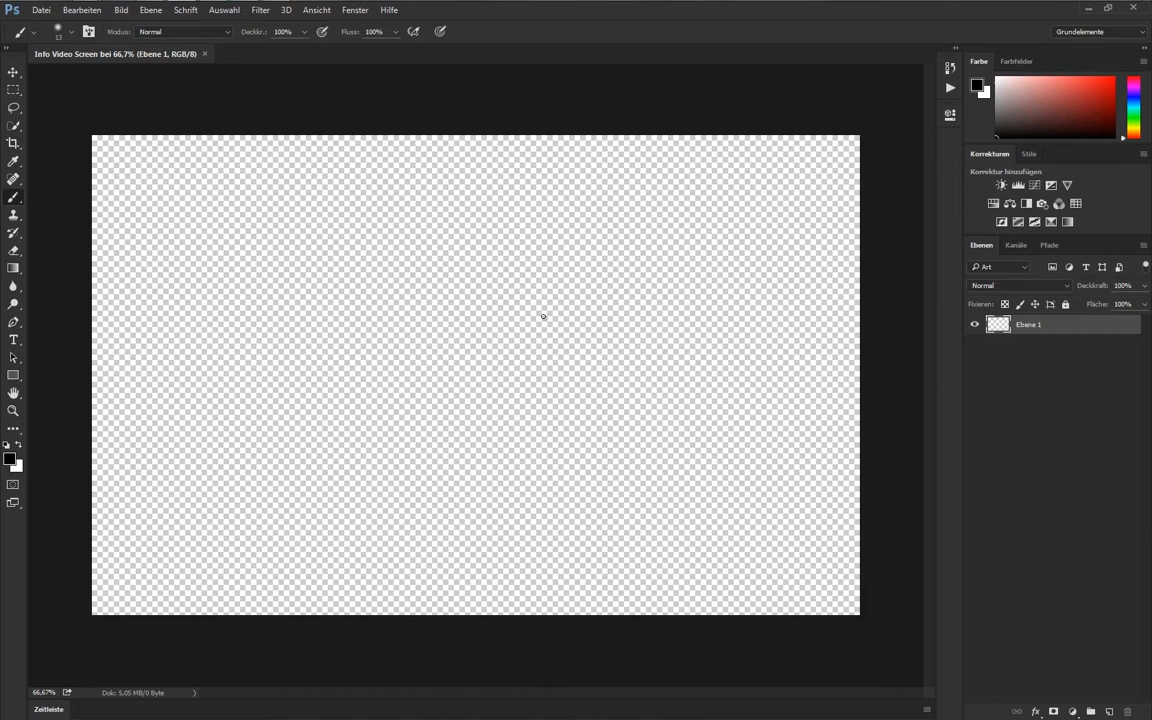 Ps Datei Bearbeiten Bild Ebene Schrift Auswahl Filter 3D Ansicht Fenster Hilfe
13 Modus: Normal Deckkr.: 100% Fluss: 100% Grundelemente
Info Video Screen bei 66,7% (Ebene 1, RGB/8) ×
Farbe Farbfelder
Korrekturen Stile
Korrektur hinzufügen
Ebenen Kanäle Pfade
Art
Normal Deckkraft: 100%
Fixieren: Fläche: 100%
Ebene 1
66,67% Dok: 5,05 MB/0 Byte
Zeitleiste